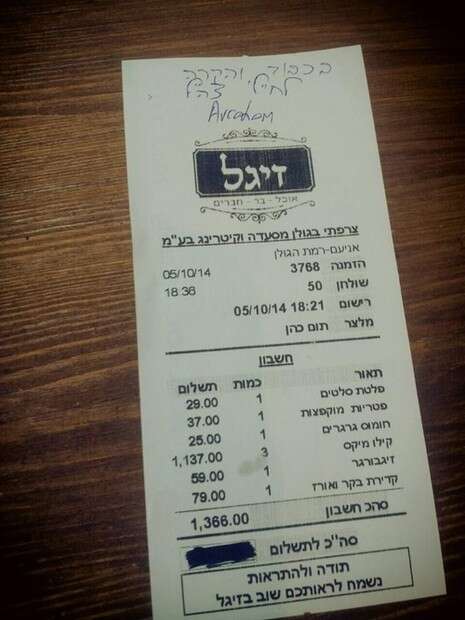 בכבוד והקרה
לחיילי צה"ל
Avraham
זיגל
אוכל - בר - חברים
צרפתי בגולן מסעדה וקיטרינג בע"מ
אניעם-רמת הגולן
הזמנה 3768 05/10/14
שולחן 50 18:36
רישום 18:21 05/10/14
מלצר תום כהן
חשבון
תאור כמות תשלום
פלטת סלטים 1 29.00
פטריות מוקפצות 1 37.00
חומוס גרגרים 1 25.00
קילו מיקס 3 1,137.00
זיגבורגר 1 59.00
קדירת בקר ואורז 1 79.00
סהכ חשבון 1,366.00
סה''כ לתשלום
תודה ולהתראות
נשמח לראותכם שוב בזיגל